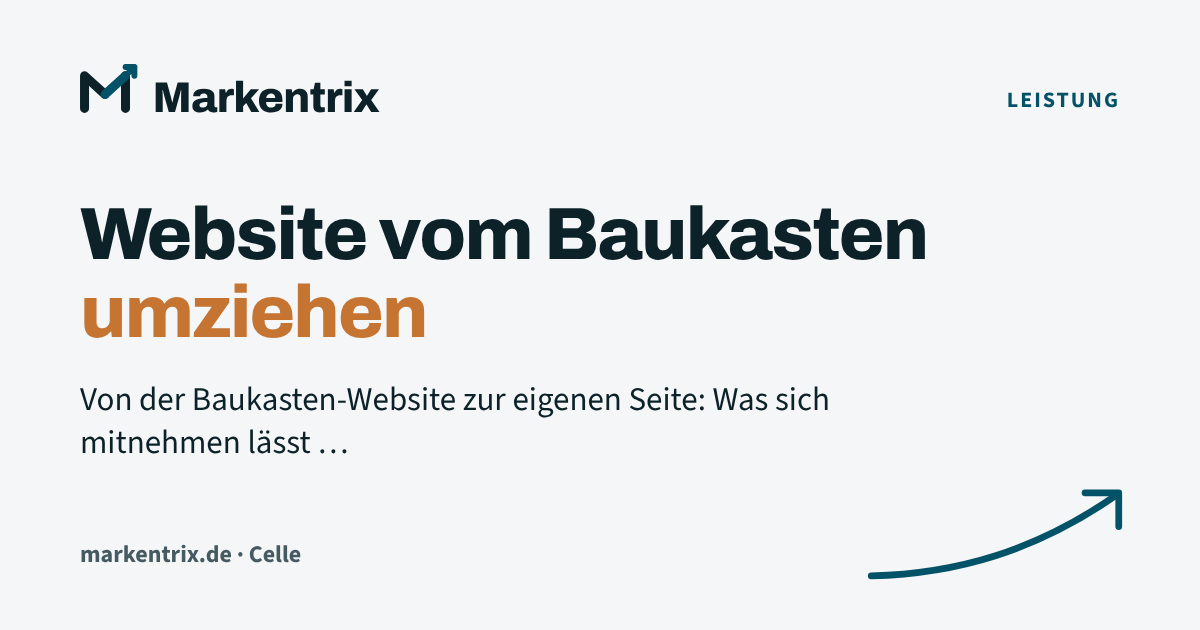 Markentrix
LEISTUNG
Website vom Baukasten
umziehen
Von der Baukasten-Website zur eigenen Seite: Was sich
mitnehmen lässt …
markentrix.de · Celle